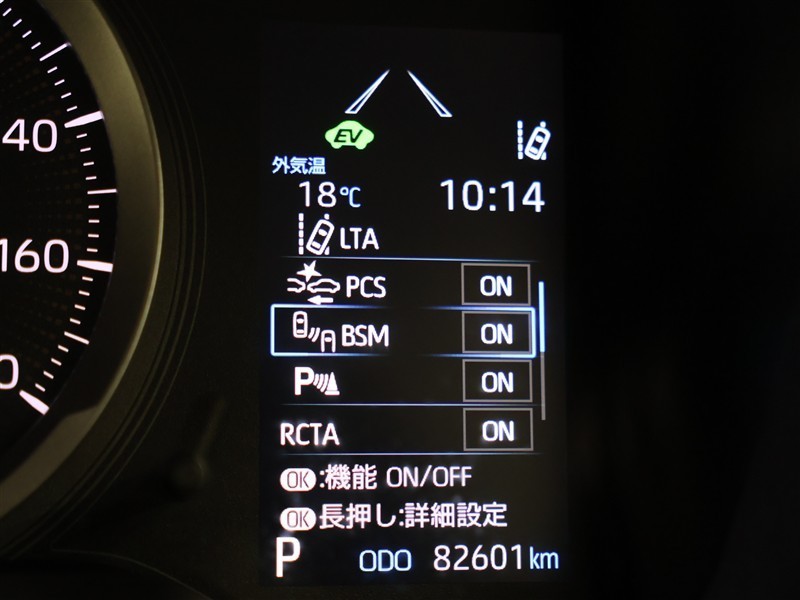 40
160
0
EV
外気温
18℃ 10:14
LTA
PCS ON
BSM ON
P ON
RCTA ON
OK:機能 ON/OFF
OK長押し:詳細設定
P ODO 82601km